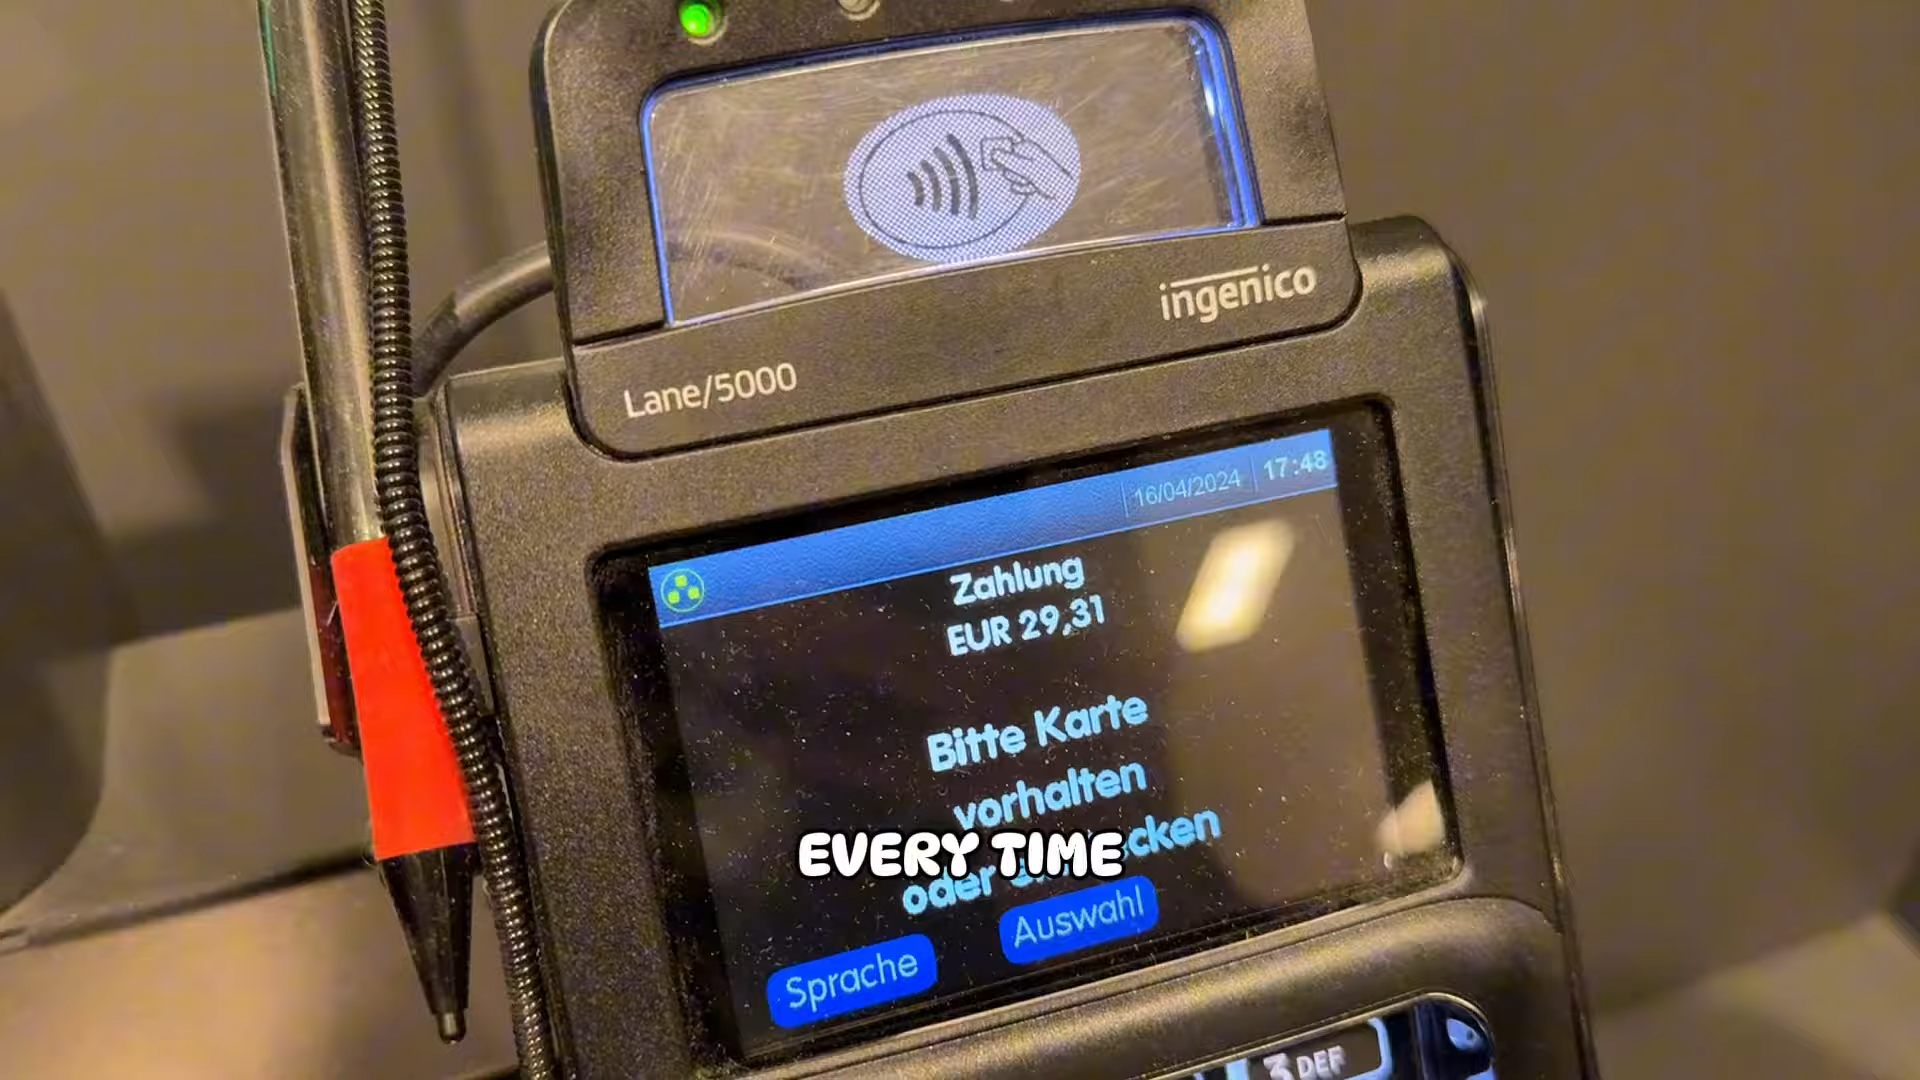 ingenico
Lane/5000
16/04/2024 17:48
Zahlung
EUR 29,31
Bitte Karte
vorhalten
oder
EVERY TIME
Auswahl
Sprache
3 DEF